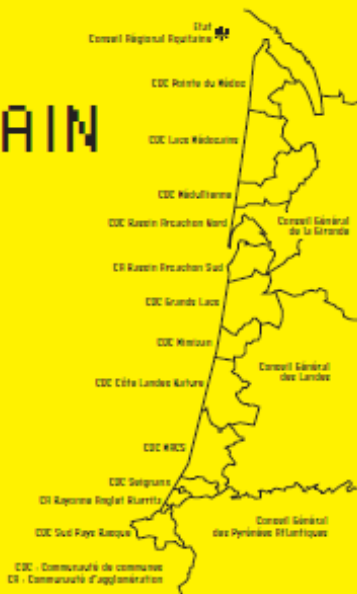 Etat
Conseil Régional Aquitaine
CDC Pointe du Médoc
AIN
CDC Lacs Médocains
CDC Médullienne
CDC Bassin Arcachon Nord
Conseil Général
de la Gironde
CA Bassin Arcachon Sud
CDC Grands Lacs
CDC Mimizan
Conseil Général
des Landes
CDC Côte Landes Nature
CDC MACS
CDC Seignanx
CA Bayonne Anglet Biarritz
CDC Sud Pays Basque
Conseil Général
des Pyrénées Atlantiques
CDC : Communauté de communes
CA : Communauté d'agglomération